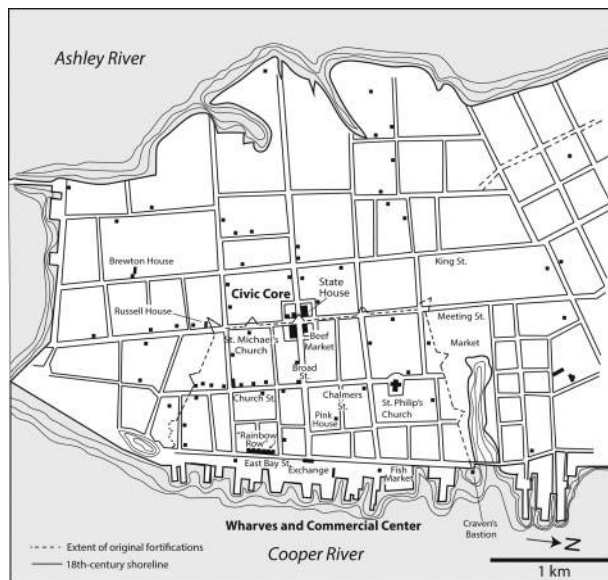 Ashley River
Brewton House
King St.
State
House
Civic Core
Russell House
Meeting St.
St. Michael's
Church
Beef
Market
Market
Broad
St.
Church St.
Chalmers
St.
St. Philip's
Church
Pink
House
"Rainbow
Row"
East Bay St.
Exchange
Fish
Market
Wharves and Commercial Center
Craven's
Bastion
Extent of original fortifications
18th-century shoreline
Cooper River
N
1 km